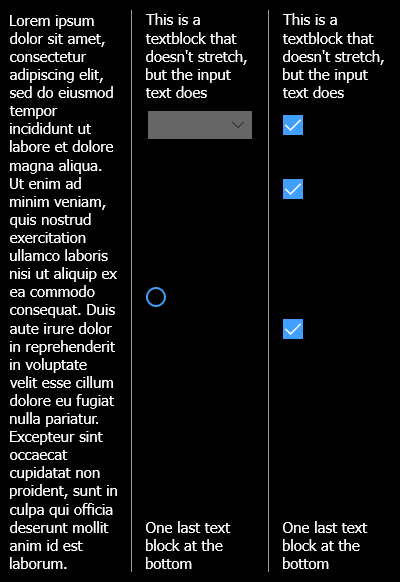 Lorem ipsum
dolor sit amet,
consectetur
adipiscing elit,
sed do eiusmod
tempor
incididunt ut
labore et dolore
magna aliqua.
Ut enim ad
minim veniam,
quis nostrud
exercitation
ullamco laboris
nisi ut aliquip ex
ea commodo
consequat. Duis
aute irure dolor
in reprehenderit
in voluptate
velit esse cillum
dolore eu fugiat
nulla pariatur.
Excepteur sint
occaecat
cupidatat non
proident, sunt in
culpa qui officia
deserunt mollit
anim id est
laborum.
This is a
textblock that
doesn't stretch,
but the input
text does
One last text
block at the
bottom
This is a
textblock that
doesn't stretch,
but the input
text does
One last text
block at the
bottom